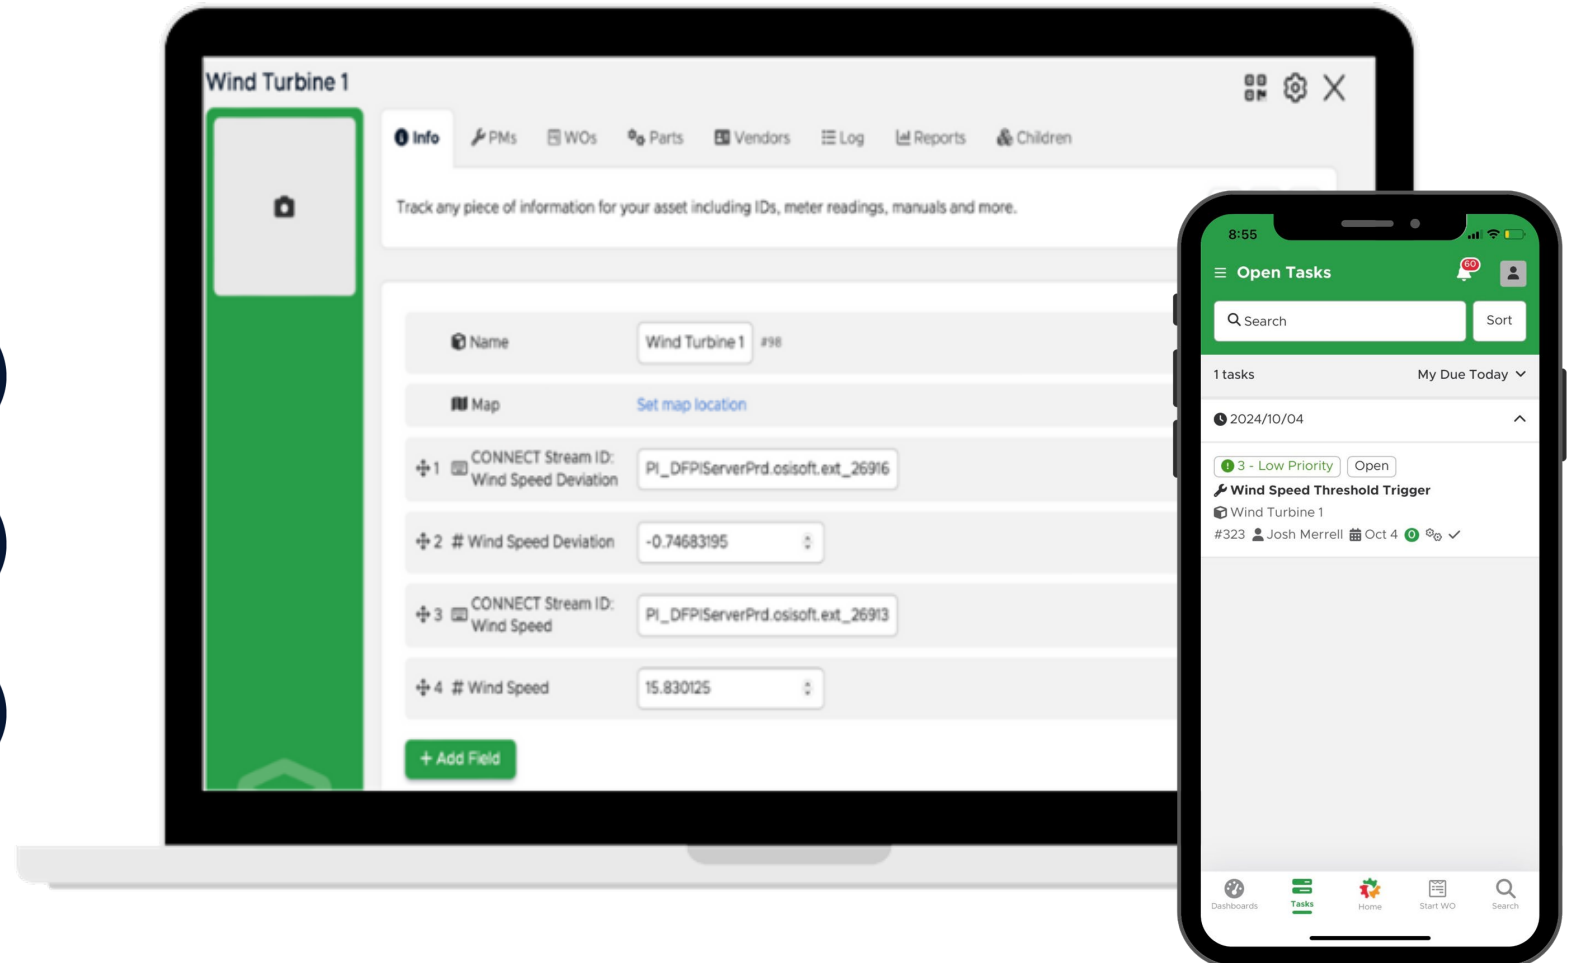 Wind Turbine 1
Info PMs WOs Parts Vendors Log Reports Children
Track any piece of information for your asset including IDs, meter readings, manuals and more.
Name Wind Turbine 1 #98
Map Set map location
1 CONNECT Stream ID:
Wind Speed Deviation PI_DFPIServerPrd.osisoft.ext_26916
2 # Wind Speed Deviation -0.74683195
3 CONNECT Stream ID:
Wind Speed PI_DFPIServerPrd.osisoft.ext_26913
4 # Wind Speed 15.830125
+ Add Field
8:55
Open Tasks 60
Search Sort
1 tasks My Due Today
2024/10/04
3 - Low Priority Open
Wind Speed Threshold Trigger
Wind Turbine 1
#323 Josh Merrell Oct 4 0
Dashboards Tasks Home Start WO Search